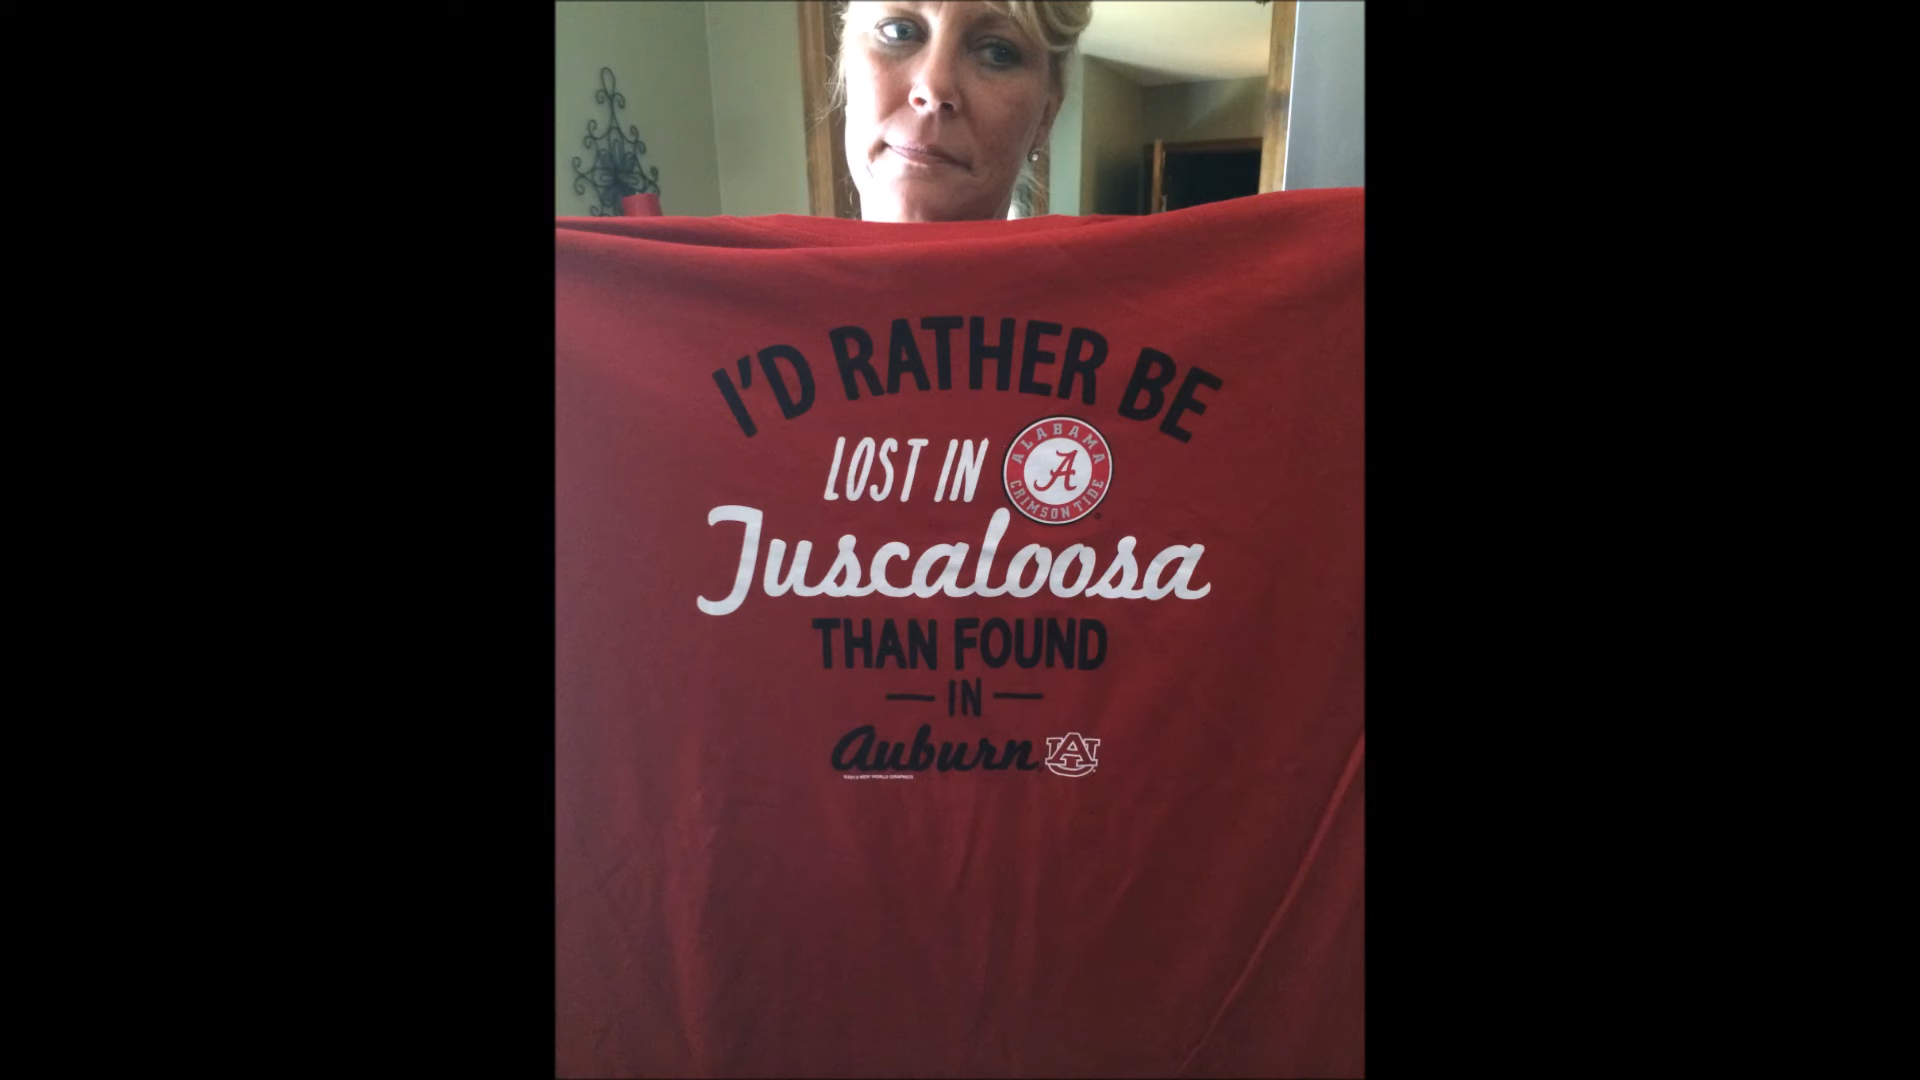 I'D RATHER BE
LOST IN
ALABAMA
A
CRIMSON TIDE
Tuscaloosa
THAN FOUND
— IN —
Auburn AU